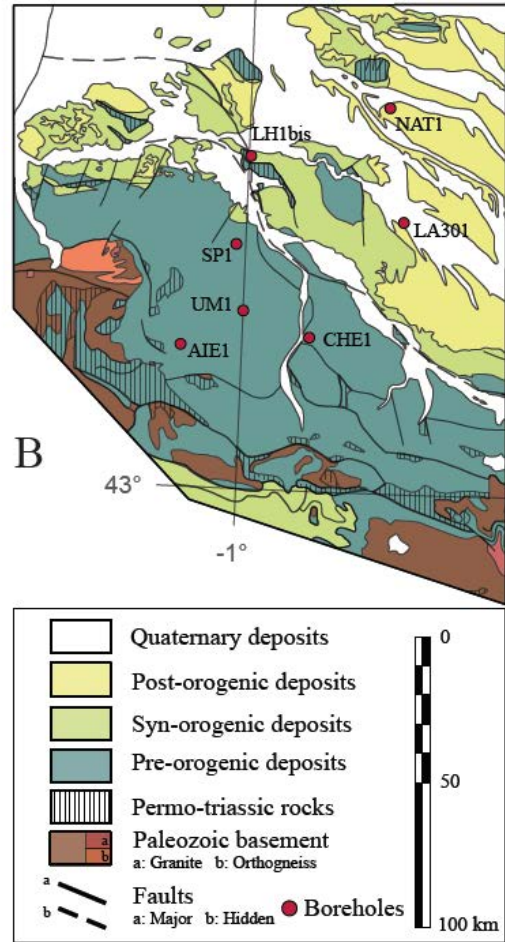 LH1bis
NAT1
LA301
SP1
UM1
AIE1
CHE1
B
43°
-1°
Quaternary deposits
Post-orogenic deposits
Syn-orogenic deposits
Pre-orogenic deposits
Permo-triassic rocks
a
b
Paleozoic basement
a: Granite b: Orthogneiss
a
b
Faults
a: Major b: Hidden
Boreholes
0
50
100 km